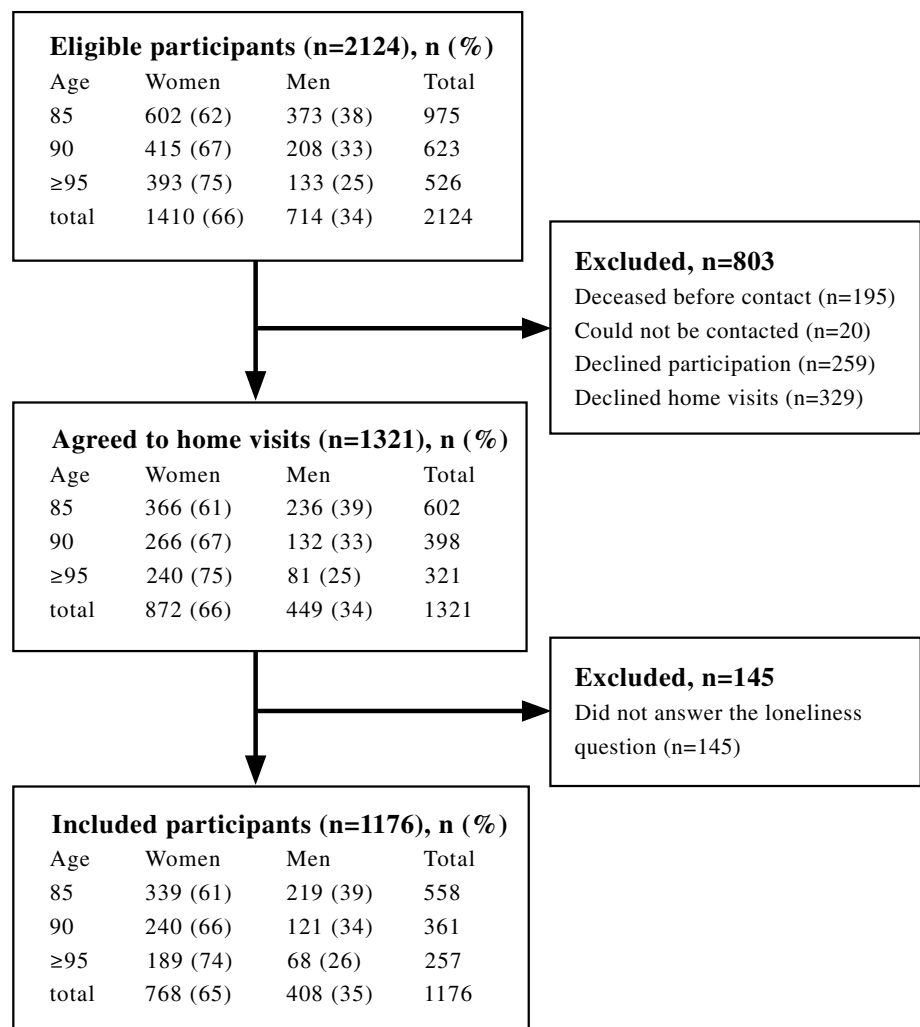 Eligible participants (n=2124), n (%)
Age Women Men Total
85 602 (62) 373 (38) 975
90 415 (67) 208 (33) 623
≥95 393 (75) 133 (25) 526
total 1410 (66) 714 (34) 2124
Excluded, n=803
Deceased before contact (n=195)
Could not be contacted (n=20)
Declined participation (n=259)
Declined home visits (n=329)
Agreed to home visits (n=1321), n (%)
Age Women Men Total
85 366 (61) 236 (39) 602
90 266 (67) 132 (33) 398
≥95 240 (75) 81 (25) 321
total 872 (66) 449 (34) 1321
Excluded, n=145
Did not answer the loneliness
question (n=145)
Included participants (n=1176), n (%)
Age Women Men Total
85 339 (61) 219 (39) 558
90 240 (66) 121 (34) 361
≥95 189 (74) 68 (26) 257
total 768 (65) 408 (35) 1176